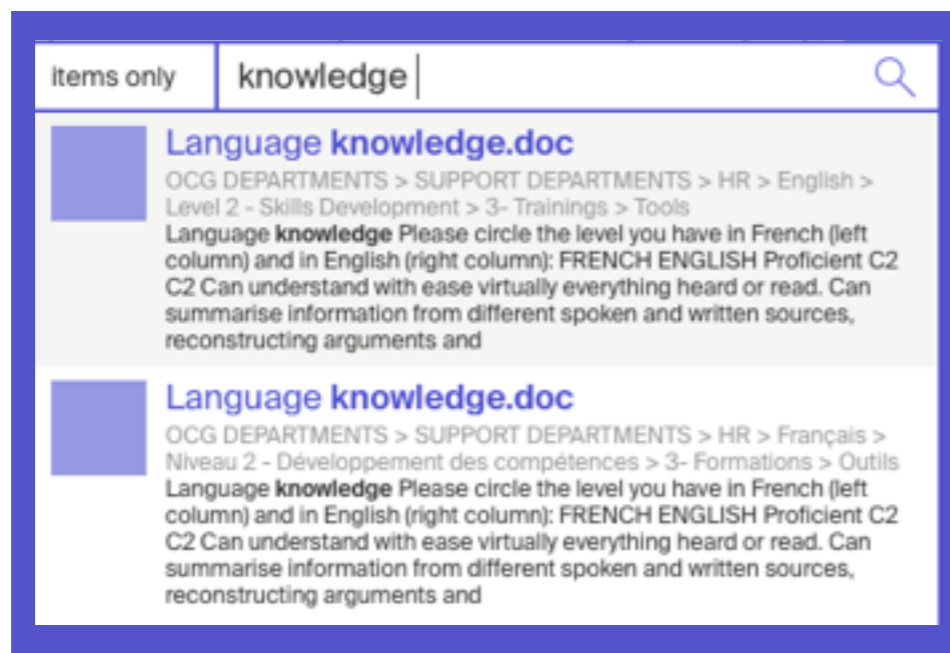 items only
knowledge
Language knowledge.doc
OCG DEPARTMENTS > SUPPORT DEPARTMENTS > HR > English >
Level 2 - Skills Development > 3- Trainings > Tools
Language knowledge Please circle the level you have in French (left
column) and in English (right column): FRENCH ENGLISH Proficient C2
C2 Can understand with ease virtually everything heard or read. Can
summarise information from different spoken and written sources,
reconstructing arguments and
Language knowledge.doc
OCG DEPARTMENTS > SUPPORT DEPARTMENTS > HR > Français >
Niveau 2 - Développement des compétences > 3- Formations > Outils
Language knowledge Please circle the level you have in French (left
column) and in English (right column): FRENCH ENGLISH Proficient C2
C2 Can understand with ease virtually everything heard or read. Can
summarise information from different spoken and written sources,
reconstructing arguments and